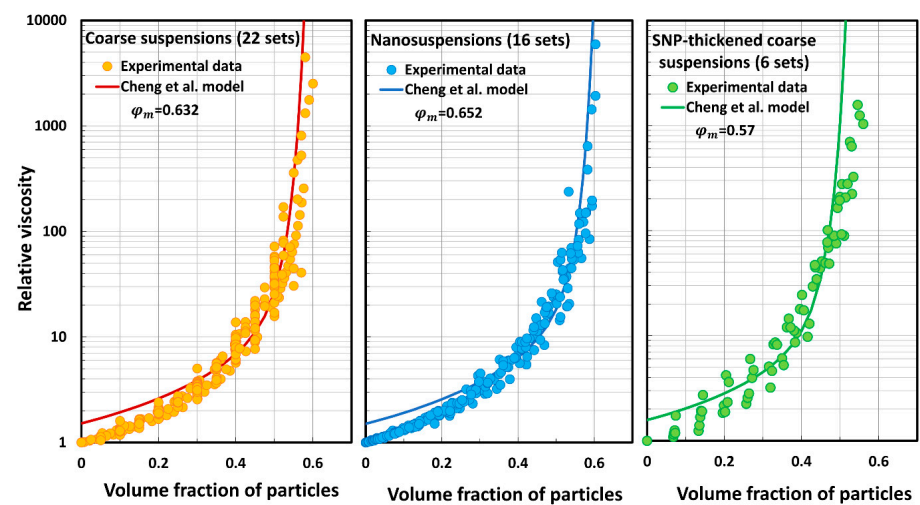 Relative viscosity
10000
1000
100
10
1
Coarse suspensions (22 sets)
Experimental data
Cheng et al. model
φm=0.632
0
0.2
0.4
0.6
Volume fraction of particles
Nanosuspensions (16 sets)
Experimental data
Cheng et al. model
φm=0.652
0
0.2
0.4
0.6
Volume fraction of particles
SNP-thickened coarse
suspensions (6 sets)
Experimental data
Cheng et al. model
φm=0.57
0
0.2
0.4
0.6
Volume fraction of particles